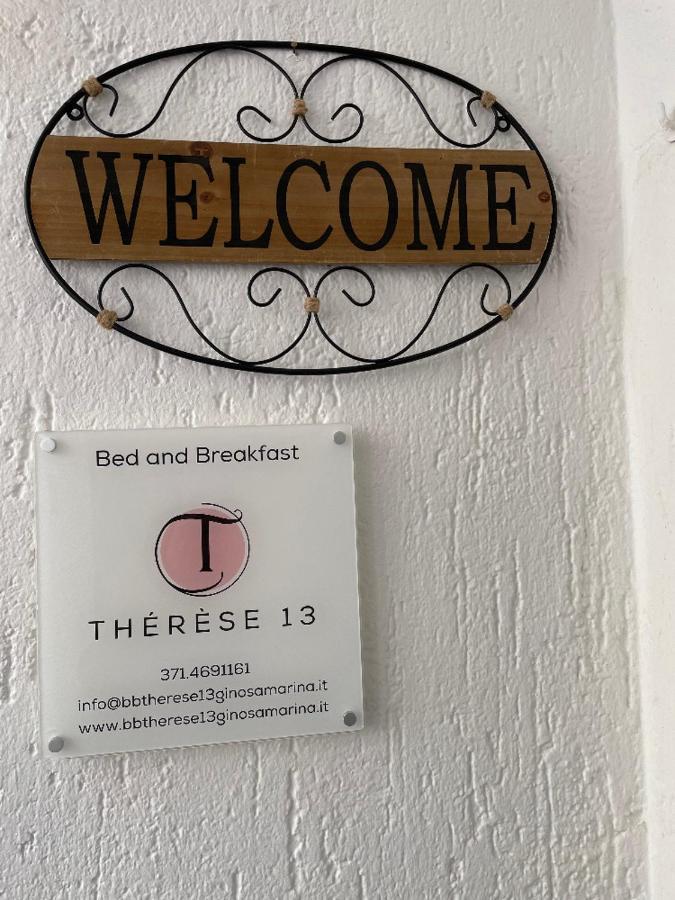 WELCOME
Bed and Breakfast
T
THÉRÈSE 13
371.4691161
info@bbtherese13ginosamarina.it
www.bbtherese13ginosamarina.it